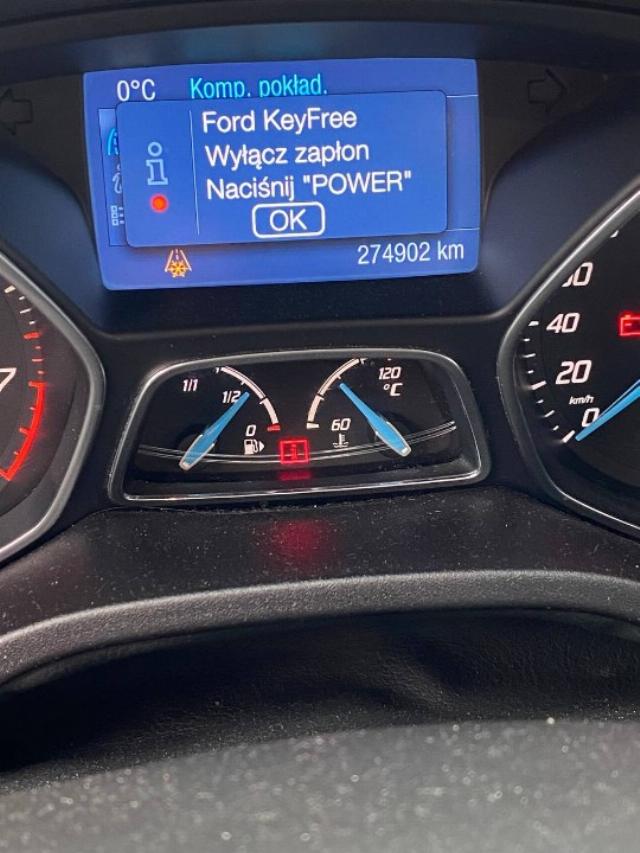 0°C Komp. pokład.
Ford KeyFree
Wyłącz zapłon
Naciśnij "POWER"
OK
274902 km
7
1/1
1/2
0
120
°C
60
40
20
km/h
0